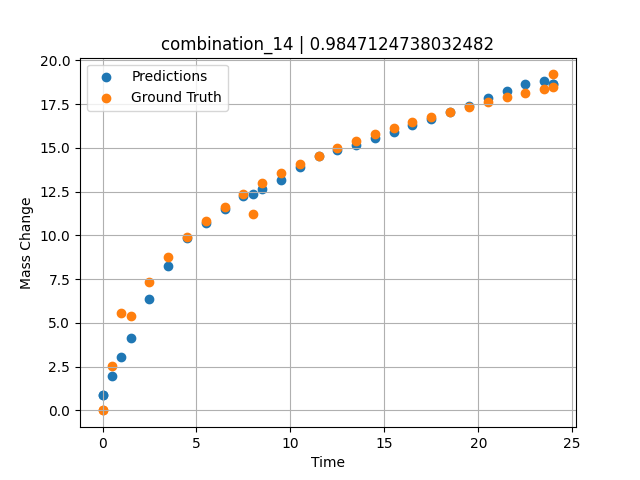 combination_14 | 0.9847124738032482
Predictions
Ground Truth
Mass Change
20.0
17.5
15.0
12.5
10.0
7.5
5.0
2.5
0.0
0 5 10 15 20 25
Time